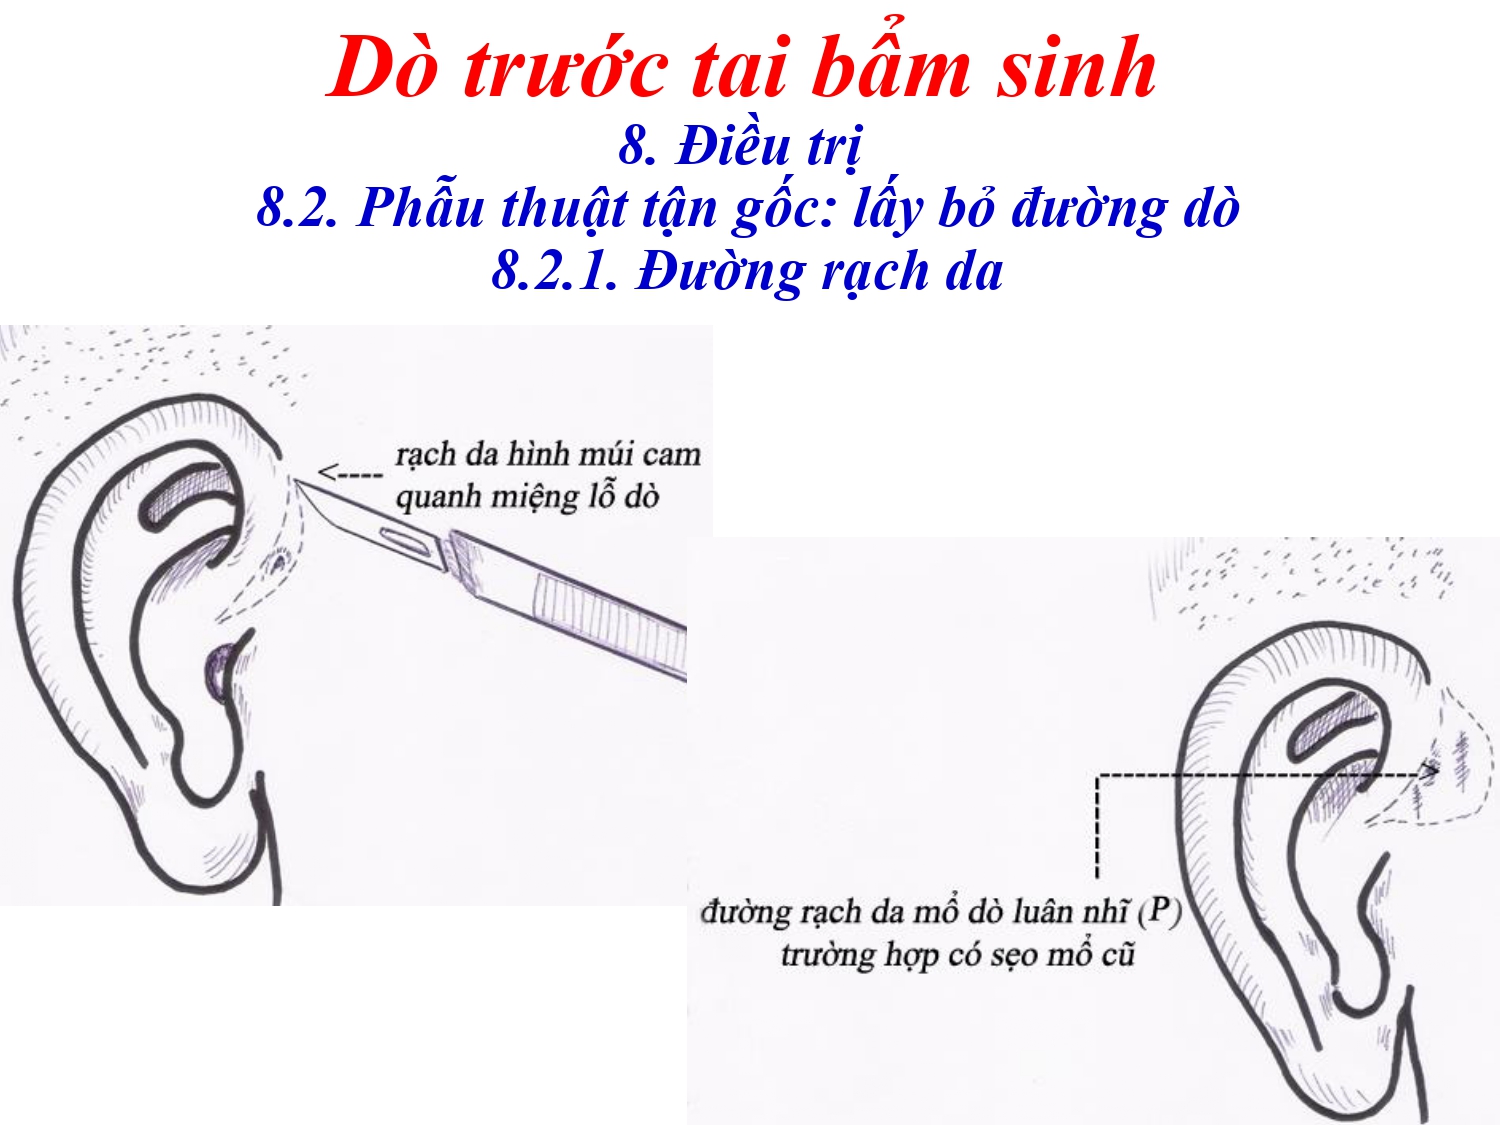 Dò trước tai bẩm sinh
8. Điều trị
8.2. Phẫu thuật tận gốc: lấy bỏ đường dò
8.2.1. Đường rạch da
rạch da hình múi cam
quanh miệng lỗ dò
đường rạch da mổ dò luân nhĩ (P)
trường hợp có sẹo mổ cũ